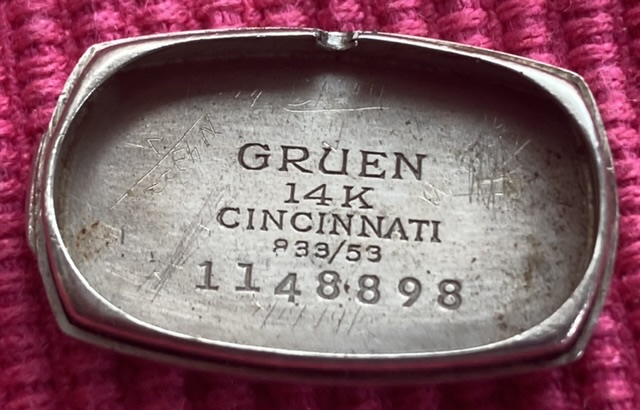 GRUEN
14K
CINCINNATI
833/53
1148898